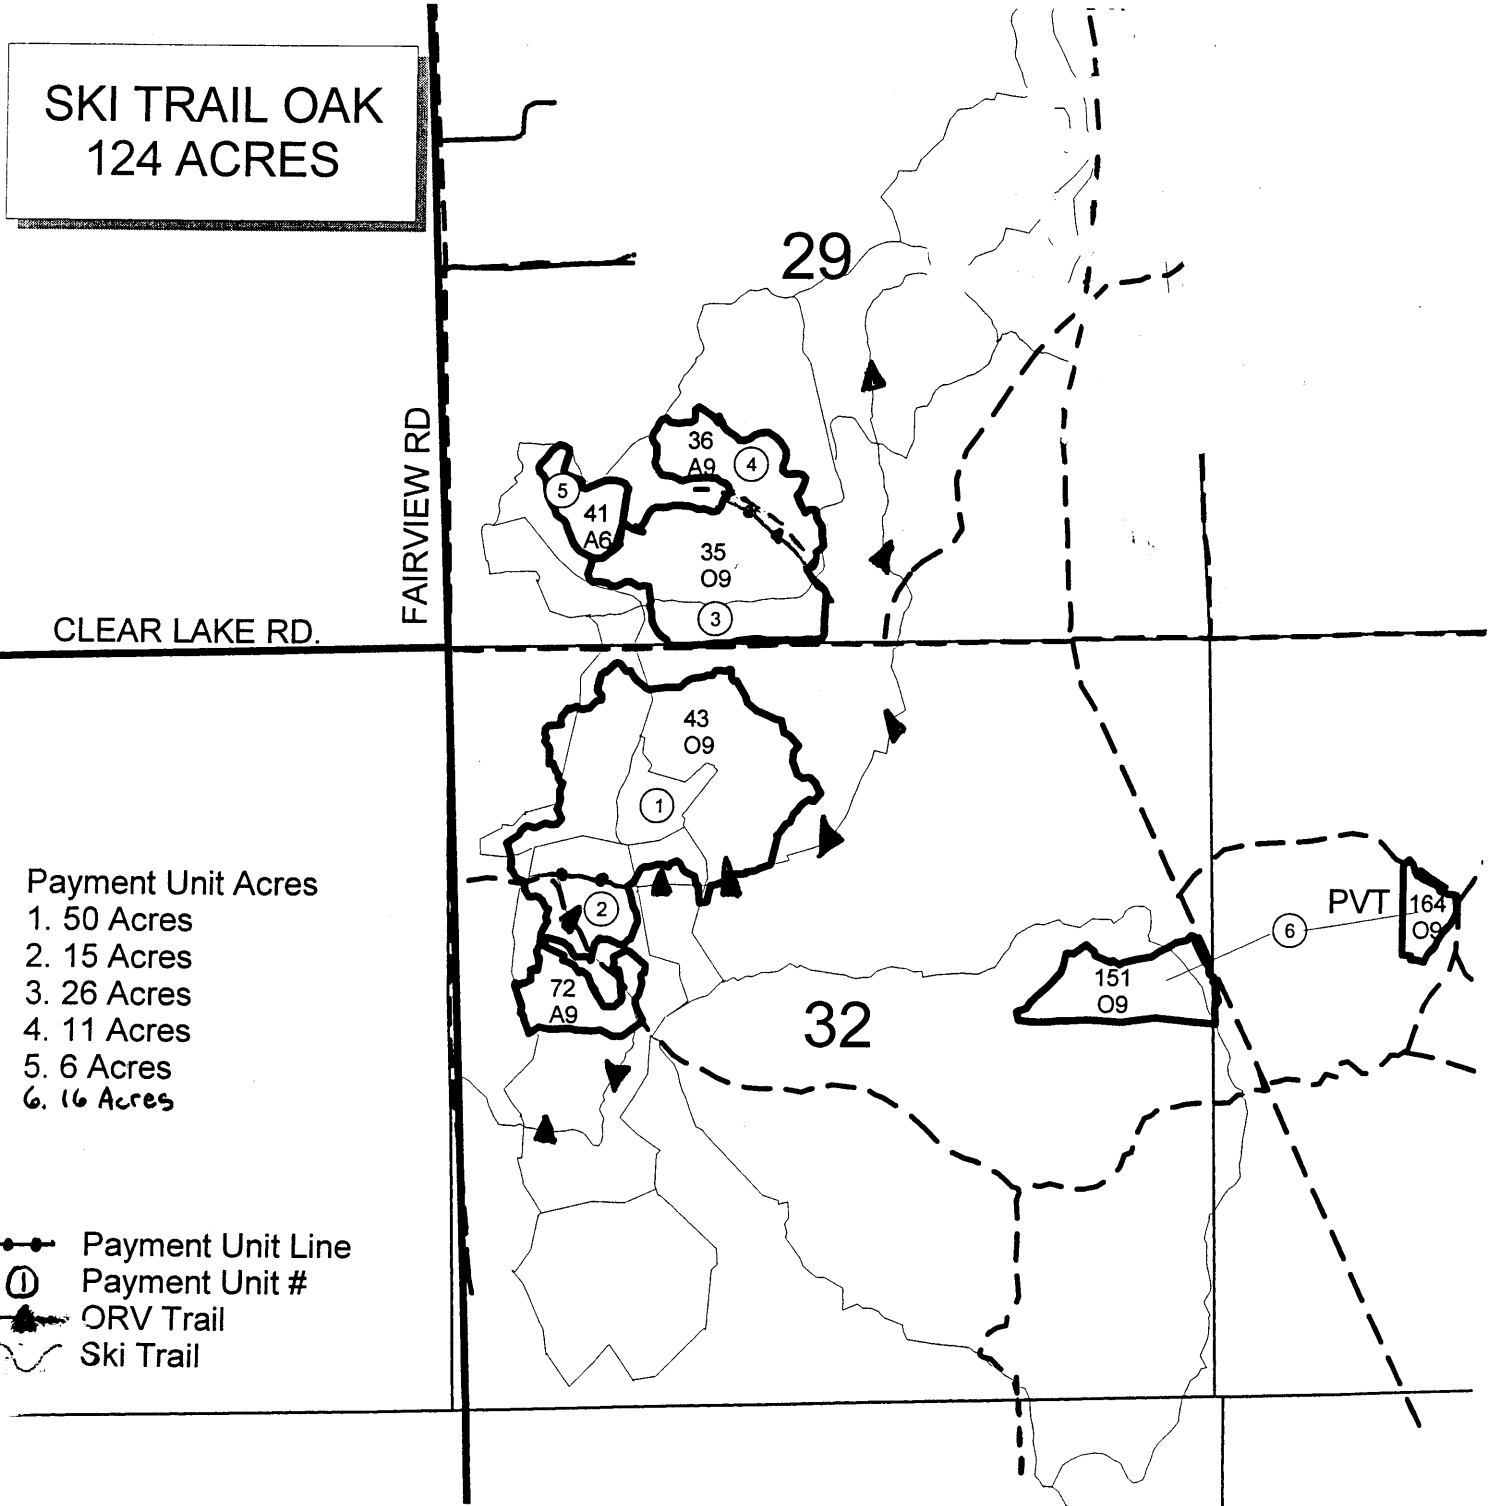 SKI TRAIL OAK
124 ACRES
29
FAIRVIEW RD
36
A9
4
5
41
A6
35
O9
3
CLEAR LAKE RD.
43
O9
1
Payment Unit Acres
1. 50 Acres
2. 15 Acres
3. 26 Acres
4. 11 Acres
5. 6 Acres
6. 16 Acres
2
72
A9
32
151
O9
6
PVT
164
O9
Payment Unit Line
1 Payment Unit #
ORV Trail
Ski Trail